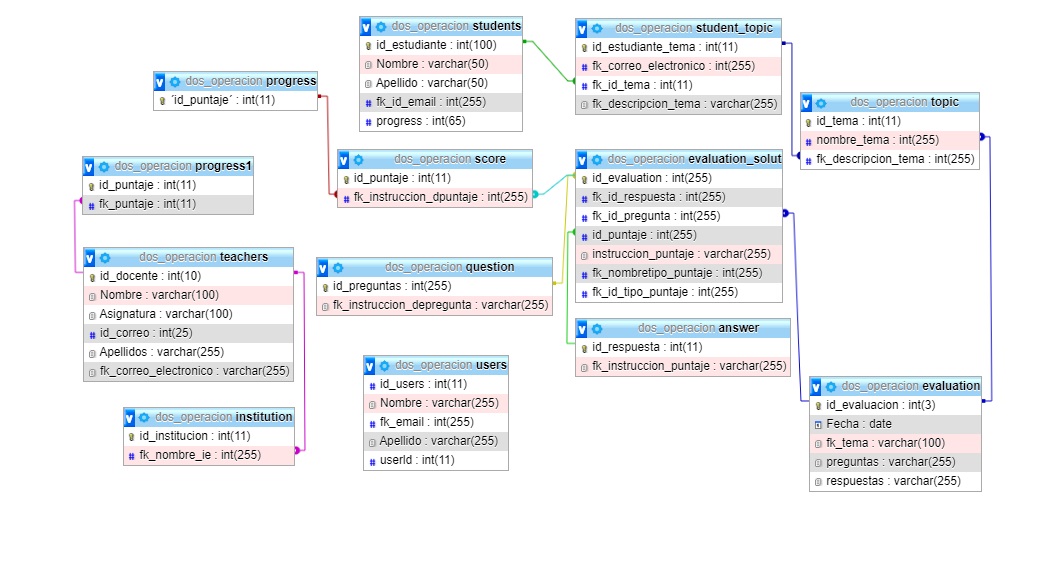 dos_operacion students
id_estudiante : int(100)
Nombre : varchar(50)
Apellido : varchar(50)
fk_id_email : int(255)
progress : int(65)
dos_operacion student_topic
id_estudiante_tema : int(11)
fk_correo_electronico : int(255)
fk_id_tema : int(11)
fk_descripcion_tema : varchar(255)
dos_operacion progress
´id_puntaje´ : int(11)
dos_operacion topic
id_tema : int(11)
nombre_tema : int(255)
fk_descripcion_tema : int(255)
dos_operacion progress1
id_puntaje : int(11)
fk_puntaje : int(11)
dos_operacion score
id_puntaje : int(11)
fk_instruccion_dpuntaje : int(255)
dos_operacion evaluation_solut
id_evaluation : int(255)
fk_id_respuesta : int(255)
fk_id_pregunta : int(255)
id_puntaje : int(255)
instruccion_puntaje : varchar(255)
fk_nombretipo_puntaje : int(255)
fk_id_tipo_puntaje : int(255)
dos_operacion teachers
id_docente : int(10)
Nombre : varchar(100)
Asignatura : varchar(100)
id_correo : int(25)
Apellidos : varchar(255)
fk_correo_electronico : varchar(255)
dos_operacion question
id_preguntas : int(255)
fk_instruccion_depregunta : varchar(255)
dos_operacion answer
id_respuesta : int(11)
fk_instruccion_puntaje : varchar(255)
dos_operacion users
id_users : int(11)
Nombre : varchar(255)
fk_email : int(255)
Apellido : varchar(255)
userId : int(11)
dos_operacion evaluation
id_evaluacion : int(3)
Fecha : date
fk_tema : varchar(100)
preguntas : varchar(255)
respuestas : varchar(255)
dos_operacion institution
id_institucion : int(11)
fk_nombre_ie : int(255)